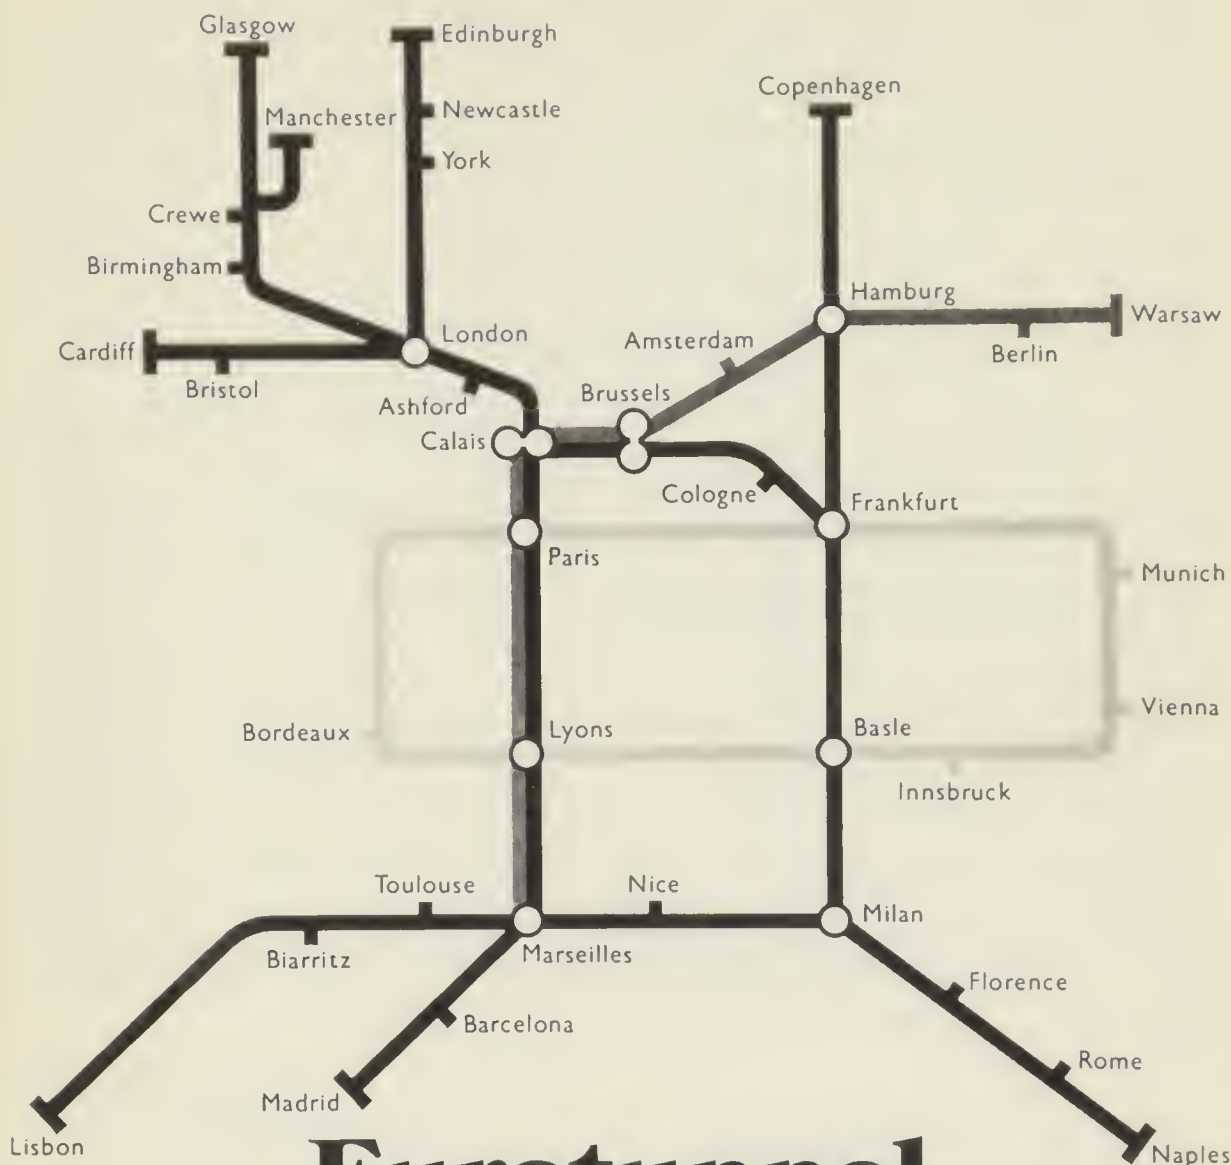 Glasgow
Edinburgh
Manchester
Newcastle
York
Copenhagen
Crewe
Birmingham
Hamburg
Warsaw
London
Amsterdam
Berlin
Cardiff
Bristol
Ashford
Brussels
Calais
Cologne
Frankfurt
Paris
Munich
Vienna
Bordeaux
Lyons
Basle
Innsbruck
Toulouse
Nice
Milan
Biarritz
Marseilles
Florence
Barcelona
Rome
Madrid
Lisbon
Naples
Eurotunnel